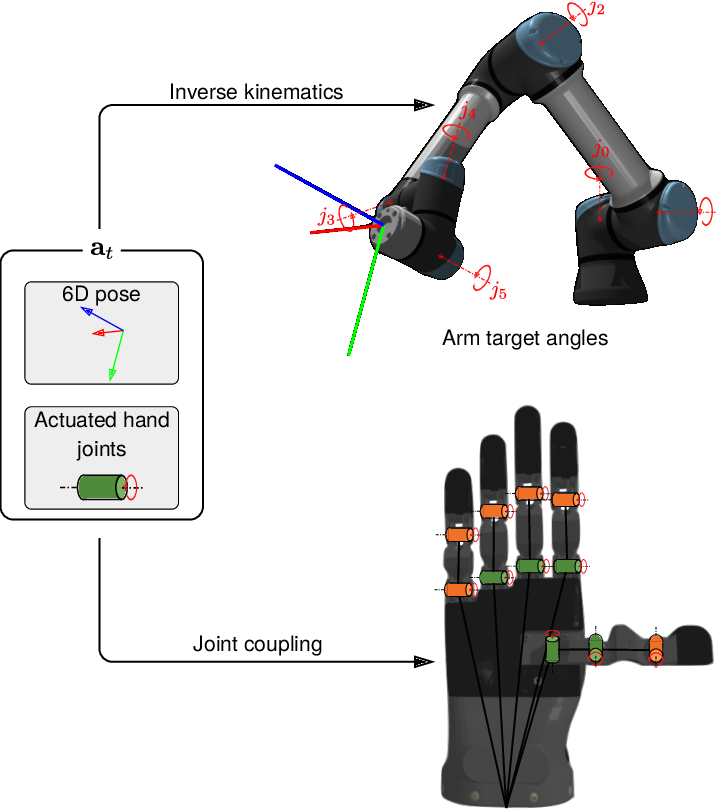 Inverse kinematics
j2
j4
j0
j3
j5
Arm target angles
a_t
6D pose
Actuated hand
joints
Joint coupling